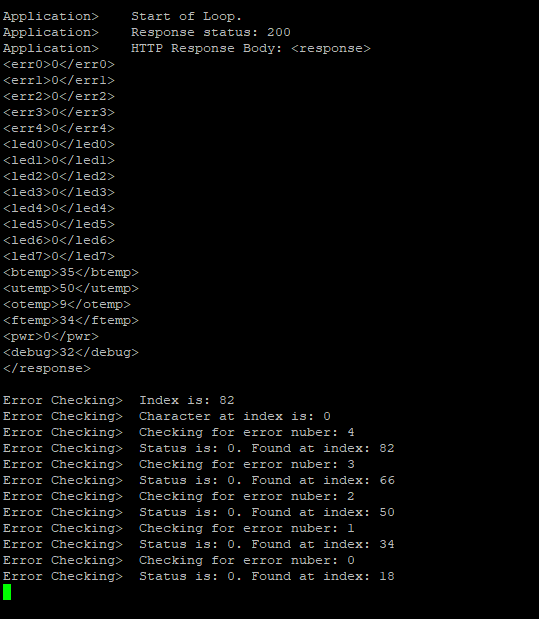 Application>    Start of Loop.
Application>    Response status: 200
Application>    HTTP Response Body: <response>
<err0>0</err0>
<err1>0</err1>
<err2>0</err2>
<err3>0</err3>
<err4>0</err4>
<led0>0</led0>
<led1>0</led1>
<led2>0</led2>
<led3>0</led3>
<led4>0</led4>
<led5>0</led5>
<led6>0</led6>
<led7>0</led7>
<btemp>35</btemp>
<utemp>50</utemp>
<otemp>9</otemp>
<ftemp>34</ftemp>
<pwr>0</pwr>
<debug>32</debug>
</response>

Error Checking>  Index is: 82
Error Checking>  Character at index is: 0
Error Checking>  Checking for error nuber: 4
Error Checking>  Status is: 0. Found at index: 82
Error Checking>  Checking for error nuber: 3
Error Checking>  Status is: 0. Found at index: 66
Error Checking>  Checking for error nuber: 2
Error Checking>  Status is: 0. Found at index: 50
Error Checking>  Checking for error nuber: 1
Error Checking>  Status is: 0. Found at index: 34
Error Checking>  Checking for error nuber: 0
Error Checking>  Status is: 0. Found at index: 18